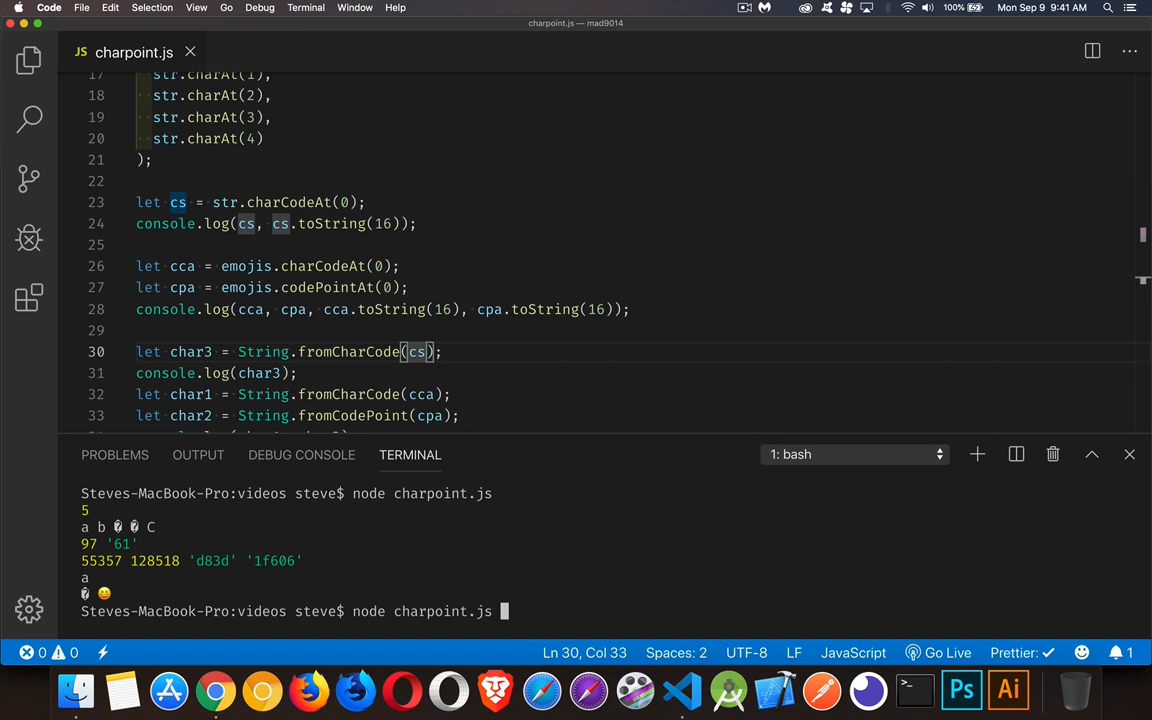 Code File Edit Selection View Go Debug Terminal Window Help 100% Mon Sep 9 9:41 AM
charpoint.js — mad9014
JS charpoint.js
17 str.charAt(1),
18 str.charAt(2),
19 str.charAt(3),
20 str.charAt(4)
21 );
22
23 let cs = str.charCodeAt(0);
24 console.log(cs, cs.toString(16));
25
26 let cca = emojis.charCodeAt(0);
27 let cpa = emojis.codePointAt(0);
28 console.log(cca, cpa, cca.toString(16), cpa.toString(16));
29
30 let char3 = String.fromCharCode(cs);
31 console.log(char3);
32 let char1 = String.fromCharCode(cca);
33 let char2 = String.fromCodePoint(cpa);
PROBLEMS OUTPUT DEBUG CONSOLE TERMINAL 1: bash
Steves-MacBook-Pro:videos steve$ node charpoint.js
5
a b � � C
97 '61'
55357 128518 'd83d' '1f606'
a
� 😆
Steves-MacBook-Pro:videos steve$ node charpoint.js
0 0 Ln 30, Col 33 Spaces: 2 UTF-8 LF JavaScript Go Live Prettier: ✓ 1
>_ Ps Ai